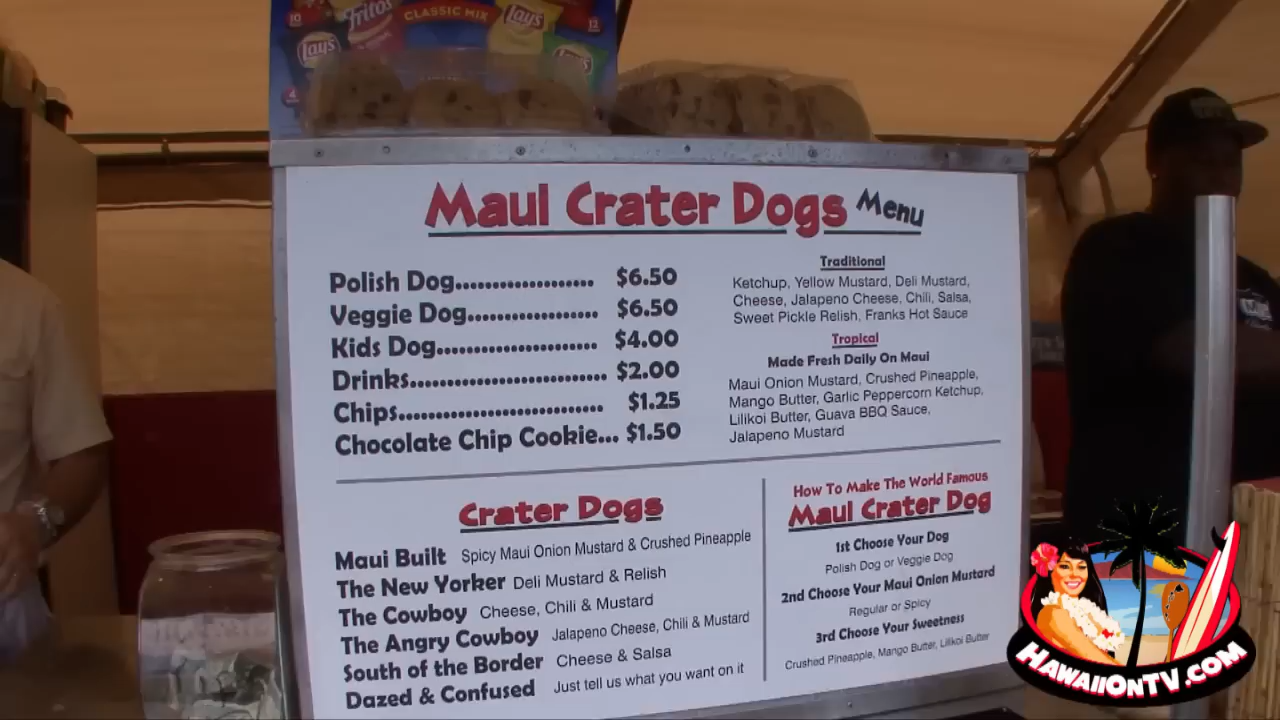 Fritos
CLASSIC MIX
Lay's
10
12
Lay's
Maui Crater Dogs Menu
Polish Dog..................... $6.50
Veggie Dog.................... $6.50
Kids Dog......................... $4.00
Drinks.............................. $2.00
Chips............................... $1.25
Chocolate Chip Cookie... $1.50
Traditional
Ketchup, Yellow Mustard, Deli Mustard,
Cheese, Jalapeno Cheese, Chili, Salsa,
Sweet Pickle Relish, Franks Hot Sauce
Tropical
Made Fresh Daily On Maui
Maui Onion Mustard, Crushed Pineapple,
Mango Butter, Garlic Peppercorn Ketchup,
Lilikoi Butter, Guava BBQ Sauce,
Jalapeno Mustard
Crater Dogs
Maui Built Spicy Maui Onion Mustard & Crushed Pineapple
The New Yorker Deli Mustard & Relish
The Cowboy Cheese, Chili & Mustard
The Angry Cowboy Jalapeno Cheese, Chili & Mustard
South of the Border Cheese & Salsa
Dazed & Confused Just tell us what you want on it
How To Make The World Famous
Maui Crater Dog
1st Choose Your Dog
Polish Dog or Veggie Dog
2nd Choose Your Maui Onion Mustard
Regular or Spicy
3rd Choose Your Sweetness
Crushed Pineapple, Mango Butter, Lilikoi Butter
HAWAIIONTV.COM